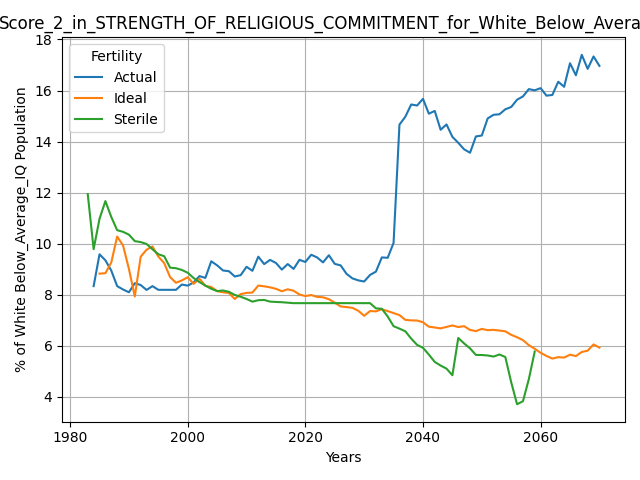 Score_2_in_STRENGTH_OF_RELIGIOUS_COMMITMENT_for_White_Below_Avera
18
Fertility
Actual
Ideal
Sterile
16
14
12
10
8
6
4
% of White Below_Average_IQ Population
1980 2000 2020 2040 2060
Years